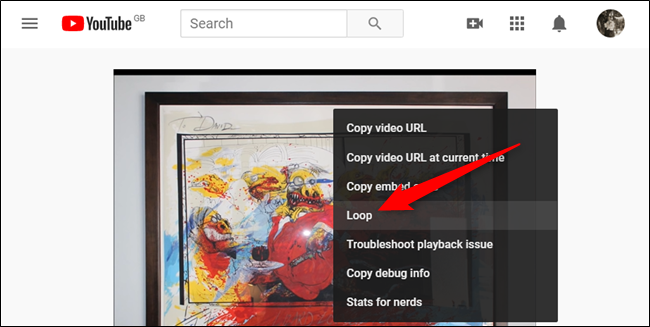 YouTube GB
Search
To David
Copy video URL
Copy video URL at current time
Copy embed
Loop
Troubleshoot playback issue
Copy debug info
Stats for nerds